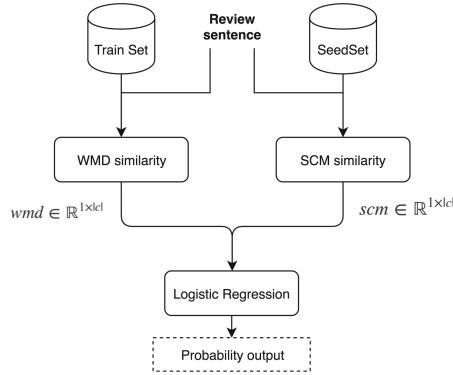 Train Set
Review
sentence
SeedSet
WMD similarity
SCM similarity
wmd ∈ ℝ^{1×|c|}
scm ∈ ℝ^{1×|c|}
Logistic Regression
Probability output